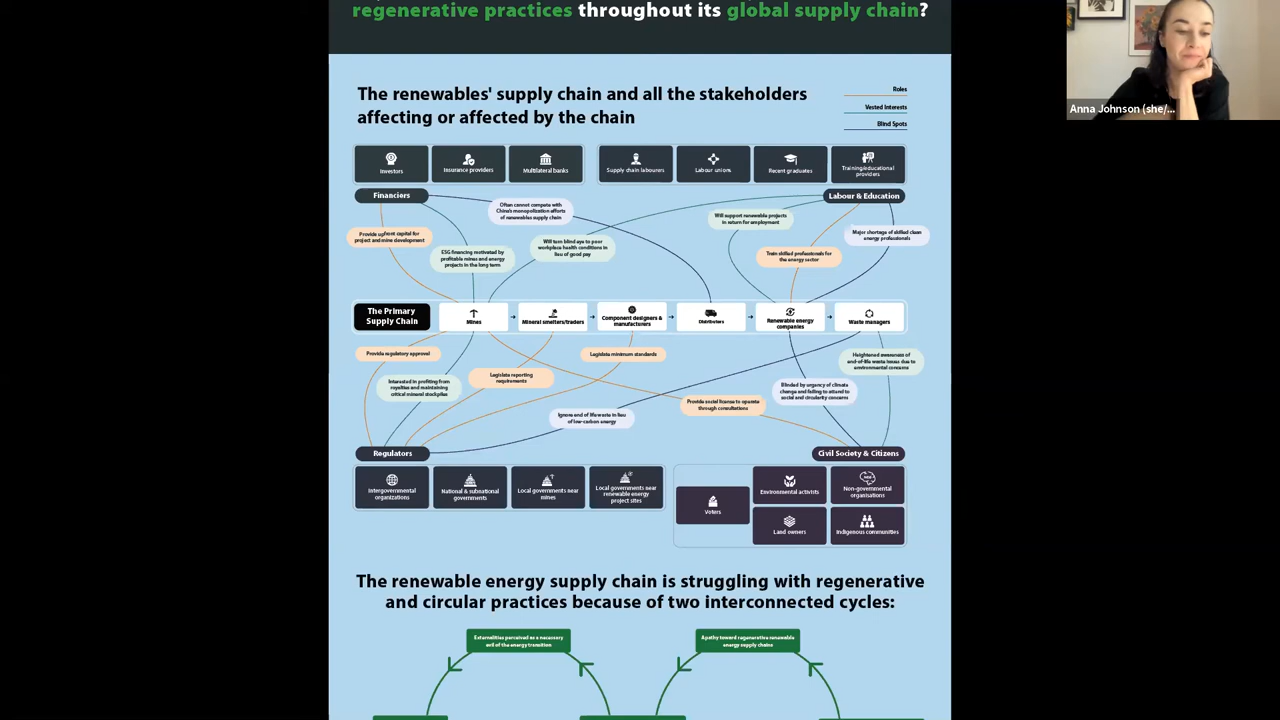 regenerative practices throughout its global supply chain?
Anna Johnson (she/...
The renewables' supply chain and all the stakeholders
affecting or affected by the chain
Roles
Vested Interests
Blind Spots
Investors
Insurance providers
Multilateral banks
Supply chain labourers
Labour unions
Recent graduates
Training/educational
providers
Financiers
Labour & Education
Often cannot compete with
China's monopolization efforts
of renewables supply chain
Will support renewable projects
in return for employment
Provide upfront capital for
project and mine development
Major shortage of skilled clean
energy professionals
Will turn blind eye to poor
workplace health conditions in
lieu of good pay
ESG financing motivated by
profitable mines and energy
projects in the long term
Train skilled professionals for
the energy sector
The Primary
Supply Chain
Mines
Mineral smelters/traders
Component designers &
manufacturers
Distributors
Renewable energy
companies
Waste managers
Provide regulatory approval
Legislate minimum standards
Heightened awareness of
end-of-life waste issues due to
environmental concerns
Legislate reporting
requirements
Interested in profiting from
royalties and maintaining
critical mineral stockpiles
Blinded by urgency of climate
change and failing to attend to
social and circularity concerns
Provide social license to operate
through consultations
Ignore end of life waste in lieu
of low-carbon energy
Regulators
Civil Society & Citizens
Intergovernmental
organizations
National & subnational
governments
Local governments near
mines
Local governments near
renewable energy
project sites
Voters
Environmental activists
Non-governmental
organisations
Land owners
Indigenous communities
The renewable energy supply chain is struggling with regenerative
and circular practices because of two interconnected cycles:
Externalities perceived as a necessary
evil of the energy transition
Apathy toward regenerative renewable
energy supply chains